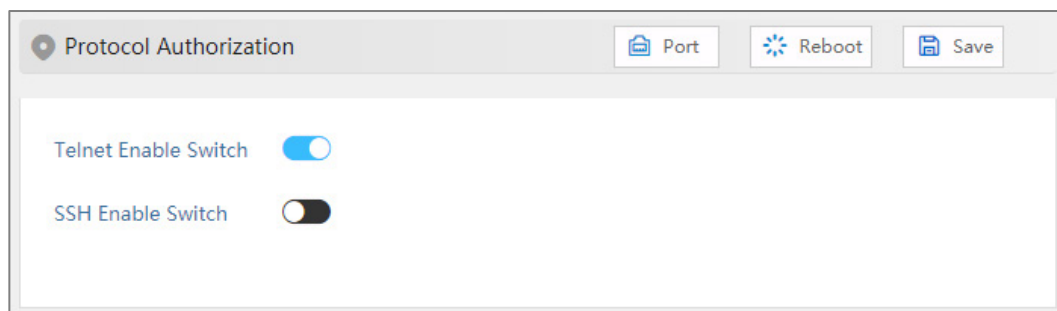 Protocol Authorization Port Reboot Save
Telnet Enable Switch
SSH Enable Switch